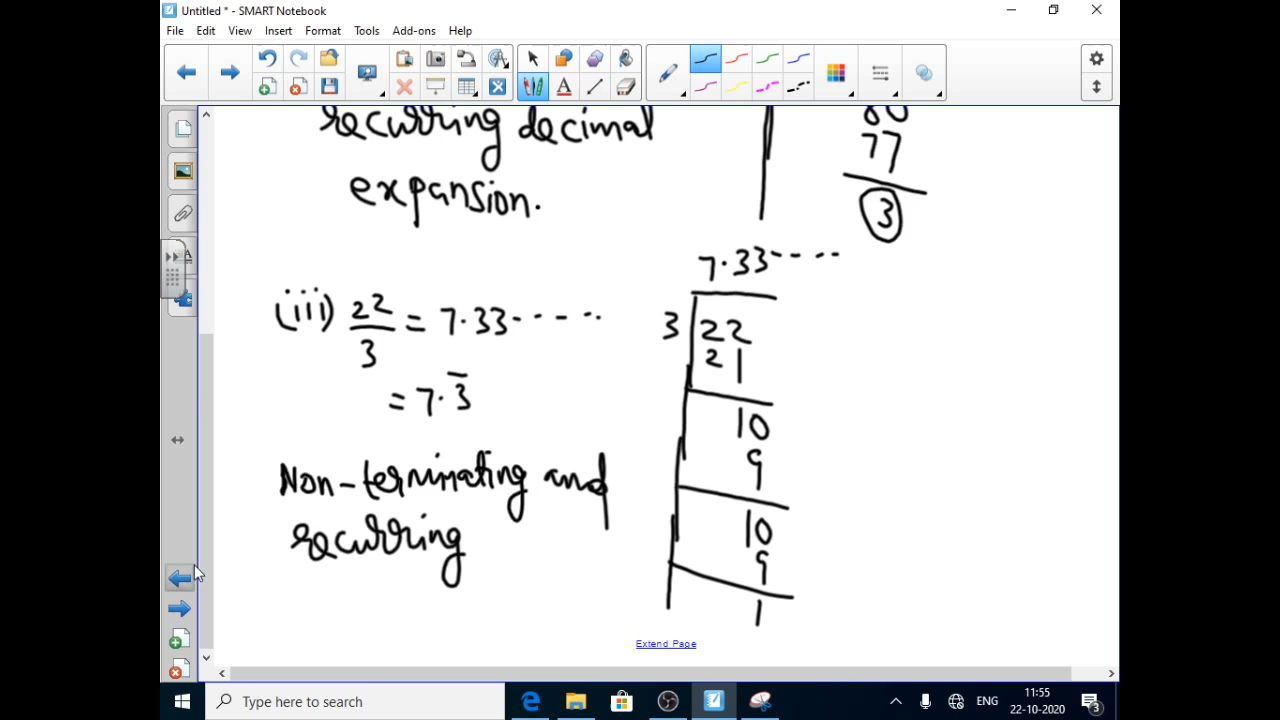 Untitled * - SMART Notebook
File Edit View Insert Format Tools Add-ons Help
recurring decimal
expansion.
80
77
3
(iii) 22/3 = 7.33......
= 7.3̅
Non-terminating and
recurring
7.33.....
3 22
21
10
9
10
9
1
Extend Page
Type here to search
ENG
11:55
22-10-2020
3